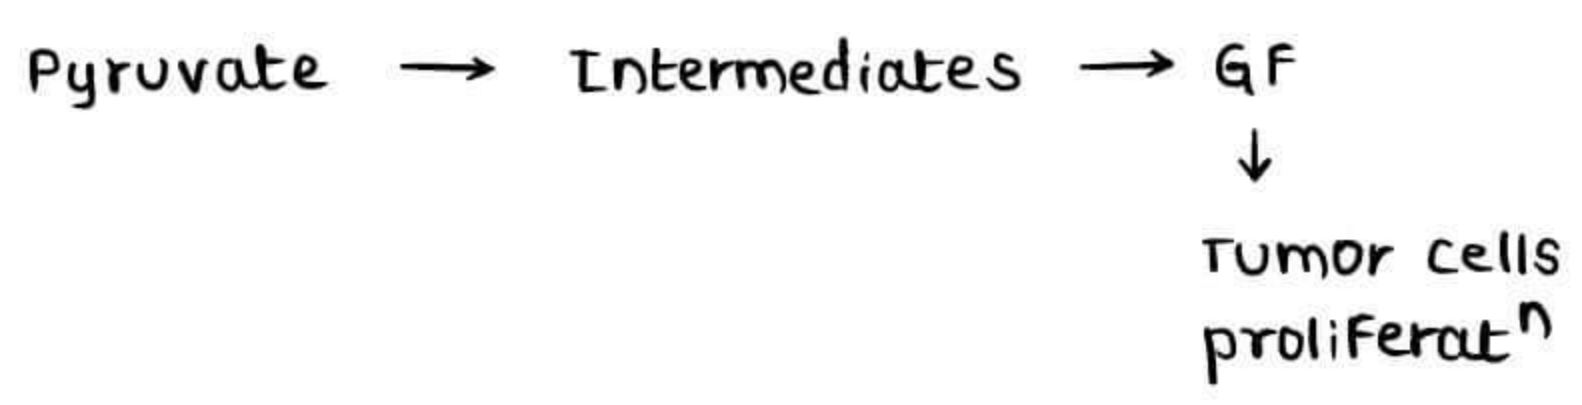 Pyruvate → Intermediates → GF
↓
Tumor cells
proliferatⁿ